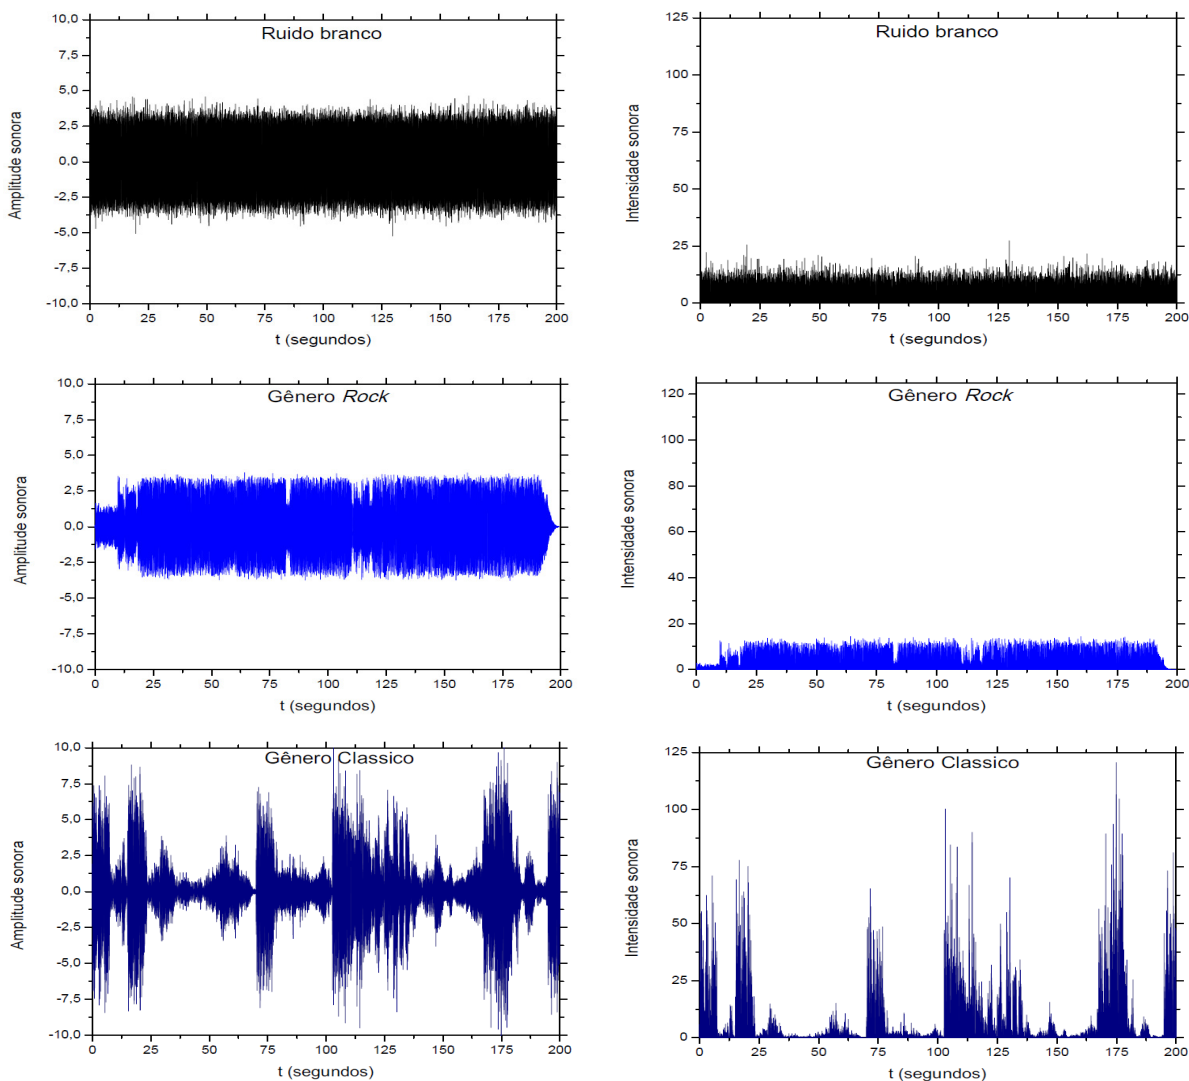 Ruido branco
Amplitude sonora
10,0
7,5
5,0
2,5
0,0
-2,5
-5,0
-7,5
-10,0
0 25 50 75 100 125 150 175 200
t (segundos)
Ruido branco
Intensidade sonora
125
100
75
50
25
0
0 25 50 75 100 125 150 175 200
t (segundos)
Gênero Rock
Amplitude sonora
10,0
7,5
5,0
2,5
0,0
-2,5
-5,0
-7,5
-10,0
0 25 50 75 100 125 150 175 200
t (segundos)
Gênero Rock
Intensidade sonora
120
100
80
60
40
20
0
0 25 50 75 100 125 150 175 200
t (segundos)
Gênero Classico
Amplitude sonora
10,0
7,5
5,0
2,5
0,0
-2,5
-5,0
-7,5
-10,0
0 25 50 75 100 125 150 175 200
t (segundos)
Gênero Classico
Intensidade sonora
125
100
75
50
25
0
0 25 50 75 100 125 150 175 200
t (segundos)